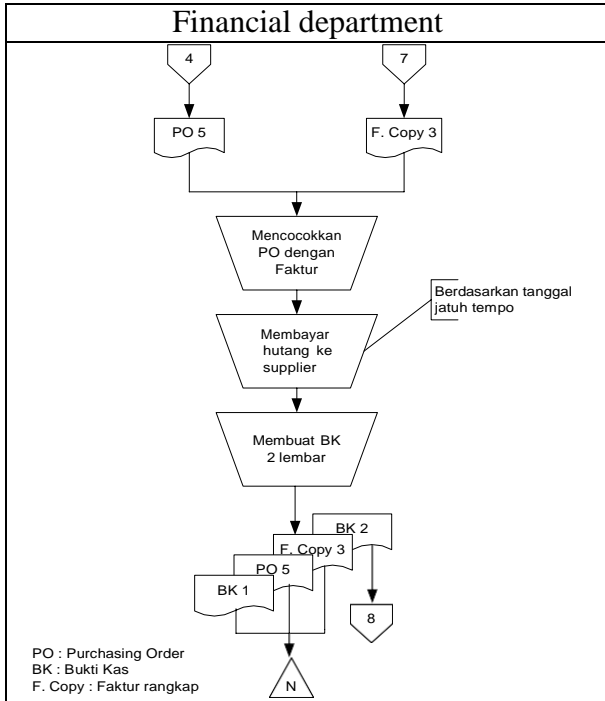 Financial department
4
7
PO 5
F. Copy 3
Mencocokkan
PO dengan
Faktur
Berdasarkan tanggal
jatuh tempo
Membayar
hutang ke
supplier
Membuat BK
2 lembar
BK 2
F. Copy 3
PO 5
BK 1
8
PO : Purchasing Order
BK : Bukti Kas
F. Copy : Faktur rangkap
N